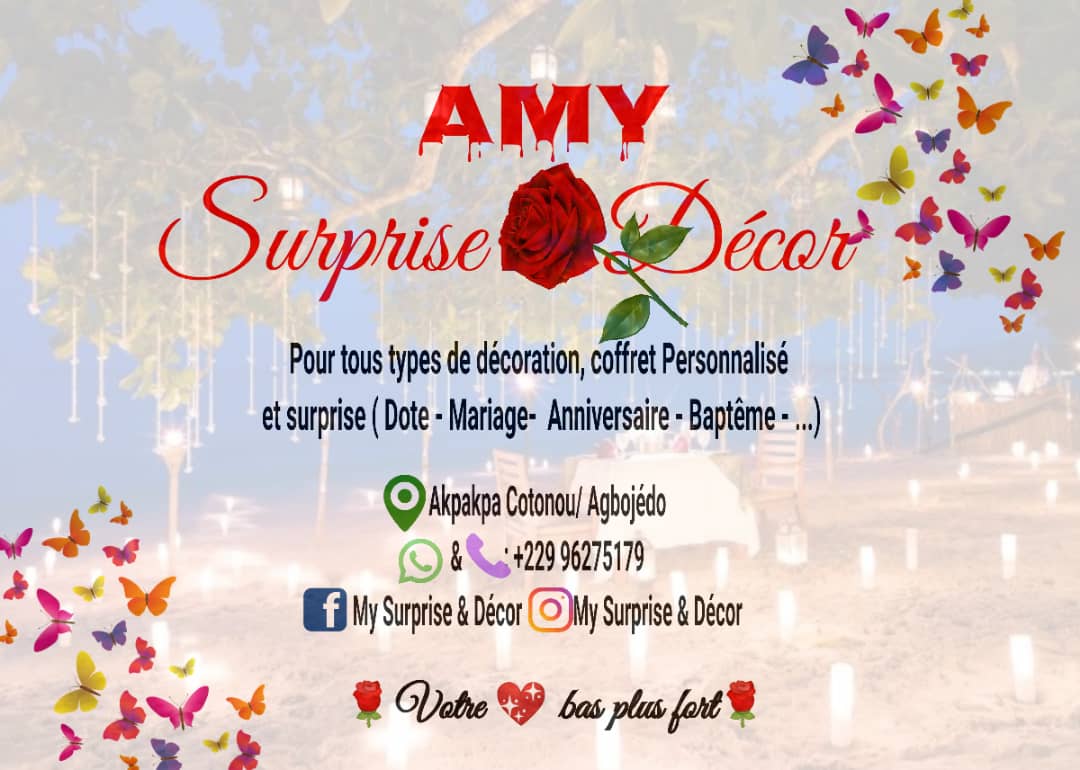 AMY
Surprise Décor
Pour tous types de décoration, coffret Personnalisé
et surprise ( Dote - Mariage- Anniversaire - Baptême - ...)
Akpakpa Cotonou/ Agbojédo
& : +229 96275179
My Surprise & Décor My Surprise & Décor
Votre bas plus fort